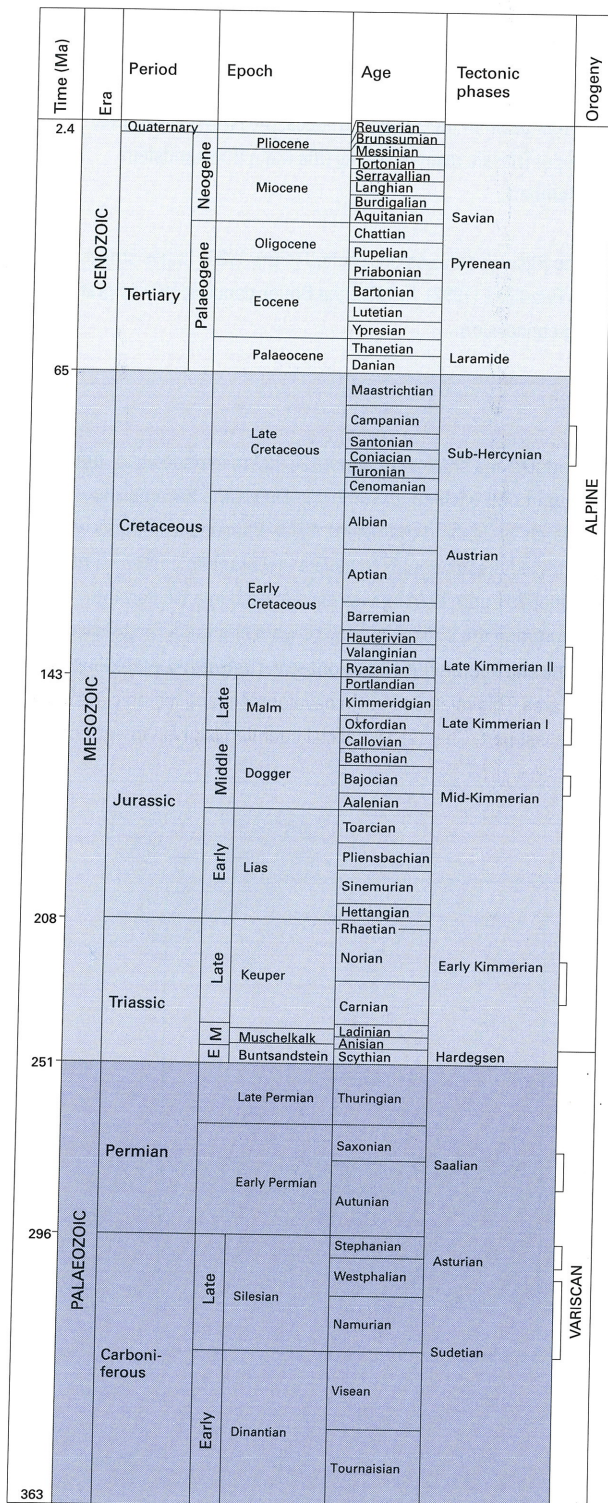 Time (Ma)
Era
Period
Epoch
Age
Tectonic
phases
Orogeny
2.4
65
143
208
251
296
363
CENOZOIC
MESOZOIC
PALAEOZOIC
Quaternary
Tertiary
Neogene
Palaeogene
Pliocene
Miocene
Oligocene
Eocene
Palaeocene
Reuverian
Brunssumian
Messinian
Tortonian
Serravallian
Langhian
Burdigalian
Aquitanian
Chattian
Rupelian
Priabonian
Bartonian
Lutetian
Ypresian
Thanetian
Danian
Savian
Pyrenean
Laramide
Cretaceous
Late
Cretaceous
Early
Cretaceous
Maastrichtian
Campanian
Santonian
Coniacian
Turonian
Cenomanian
Albian
Aptian
Barremian
Hauterivian
Valanginian
Ryazanian
Sub-Hercynian
Austrian
Late Kimmerian II
Jurassic
Late
Middle
Early
Malm
Dogger
Lias
Portlandian
Kimmeridgian
Oxfordian
Callovian
Bathonian
Bajocian
Aalenian
Toarcian
Pliensbachian
Sinemurian
Hettangian
Late Kimmerian I
Mid-Kimmerian
Triassic
Late
M
E
Keuper
Muschelkalk
Buntsandstein
Rhaetian
Norian
Carnian
Ladinian
Anisian
Scythian
Early Kimmerian
Hardegsen
ALPINE
Permian
Late Permian
Early Permian
Thuringian
Saxonian
Autunian
Saalian
Carboni-
ferous
Late
Early
Silesian
Dinantian
Stephanian
Westphalian
Namurian
Visean
Tournaisian
Asturian
Sudetian
VARISCAN